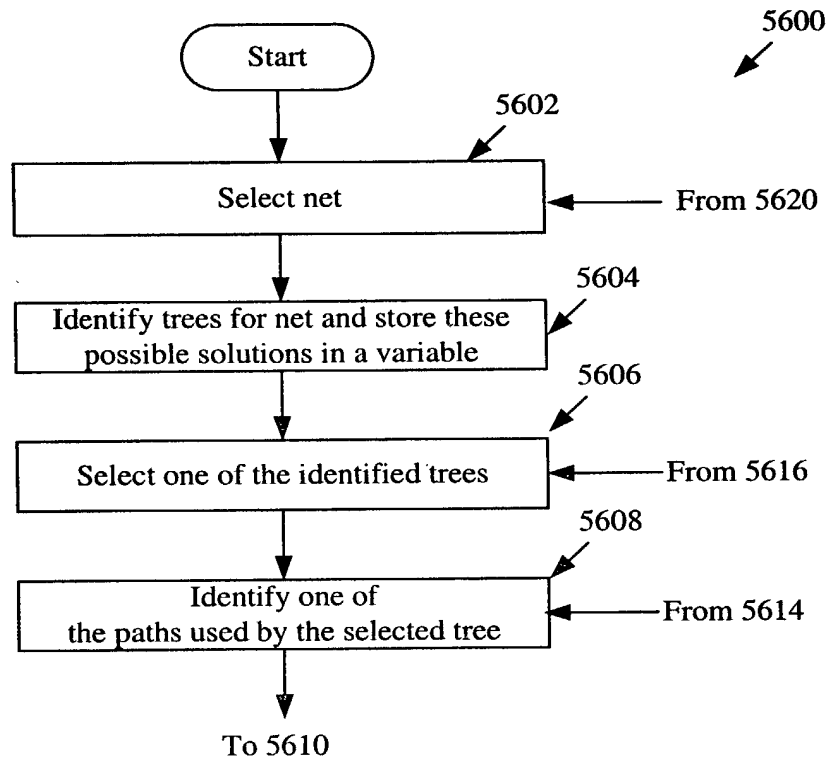 5600
Start
5602
Select net
From 5620
5604
Identify trees for net and store these
possible solutions in a variable
5606
Select one of the identified trees
From 5616
5608
Identify one of
the paths used by the selected tree
From 5614
To 5610